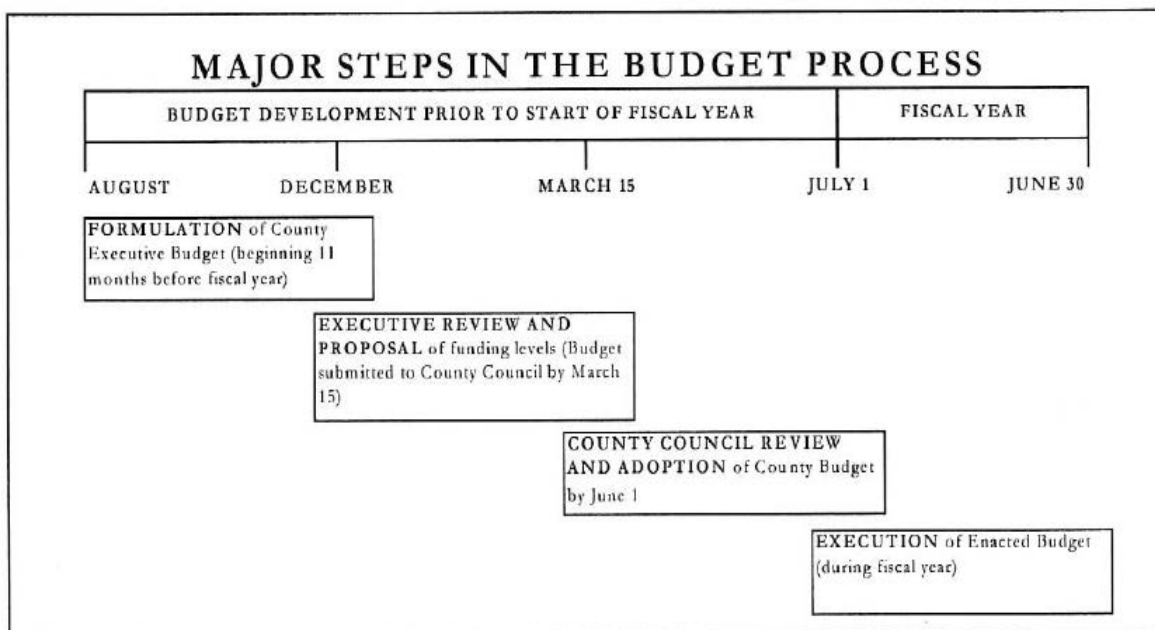 MAJOR STEPS IN THE BUDGET PROCESS
BUDGET DEVELOPMENT PRIOR TO START OF FISCAL YEAR
FISCAL YEAR
AUGUST
DECEMBER
MARCH 15
JULY 1
JUNE 30
FORMULATION of County
Executive Budget (beginning 11
months before fiscal year)
EXECUTIVE REVIEW AND
PROPOSAL of funding levels (Budget
submitted to County Council by March
15)
COUNTY COUNCIL REVIEW
AND ADOPTION of County Budget
by June 1
EXECUTION of Enacted Budget
(during fiscal year)